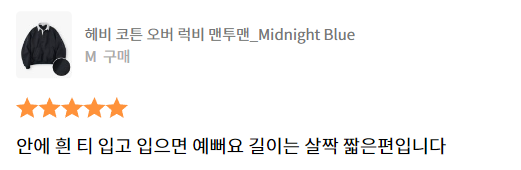 헤비 코튼 오버 럭비 맨투맨_Midnight Blue
M 구매
안에 흰 티 입고 입으면 예뻐요 길이는 살짝 짧은편입니다